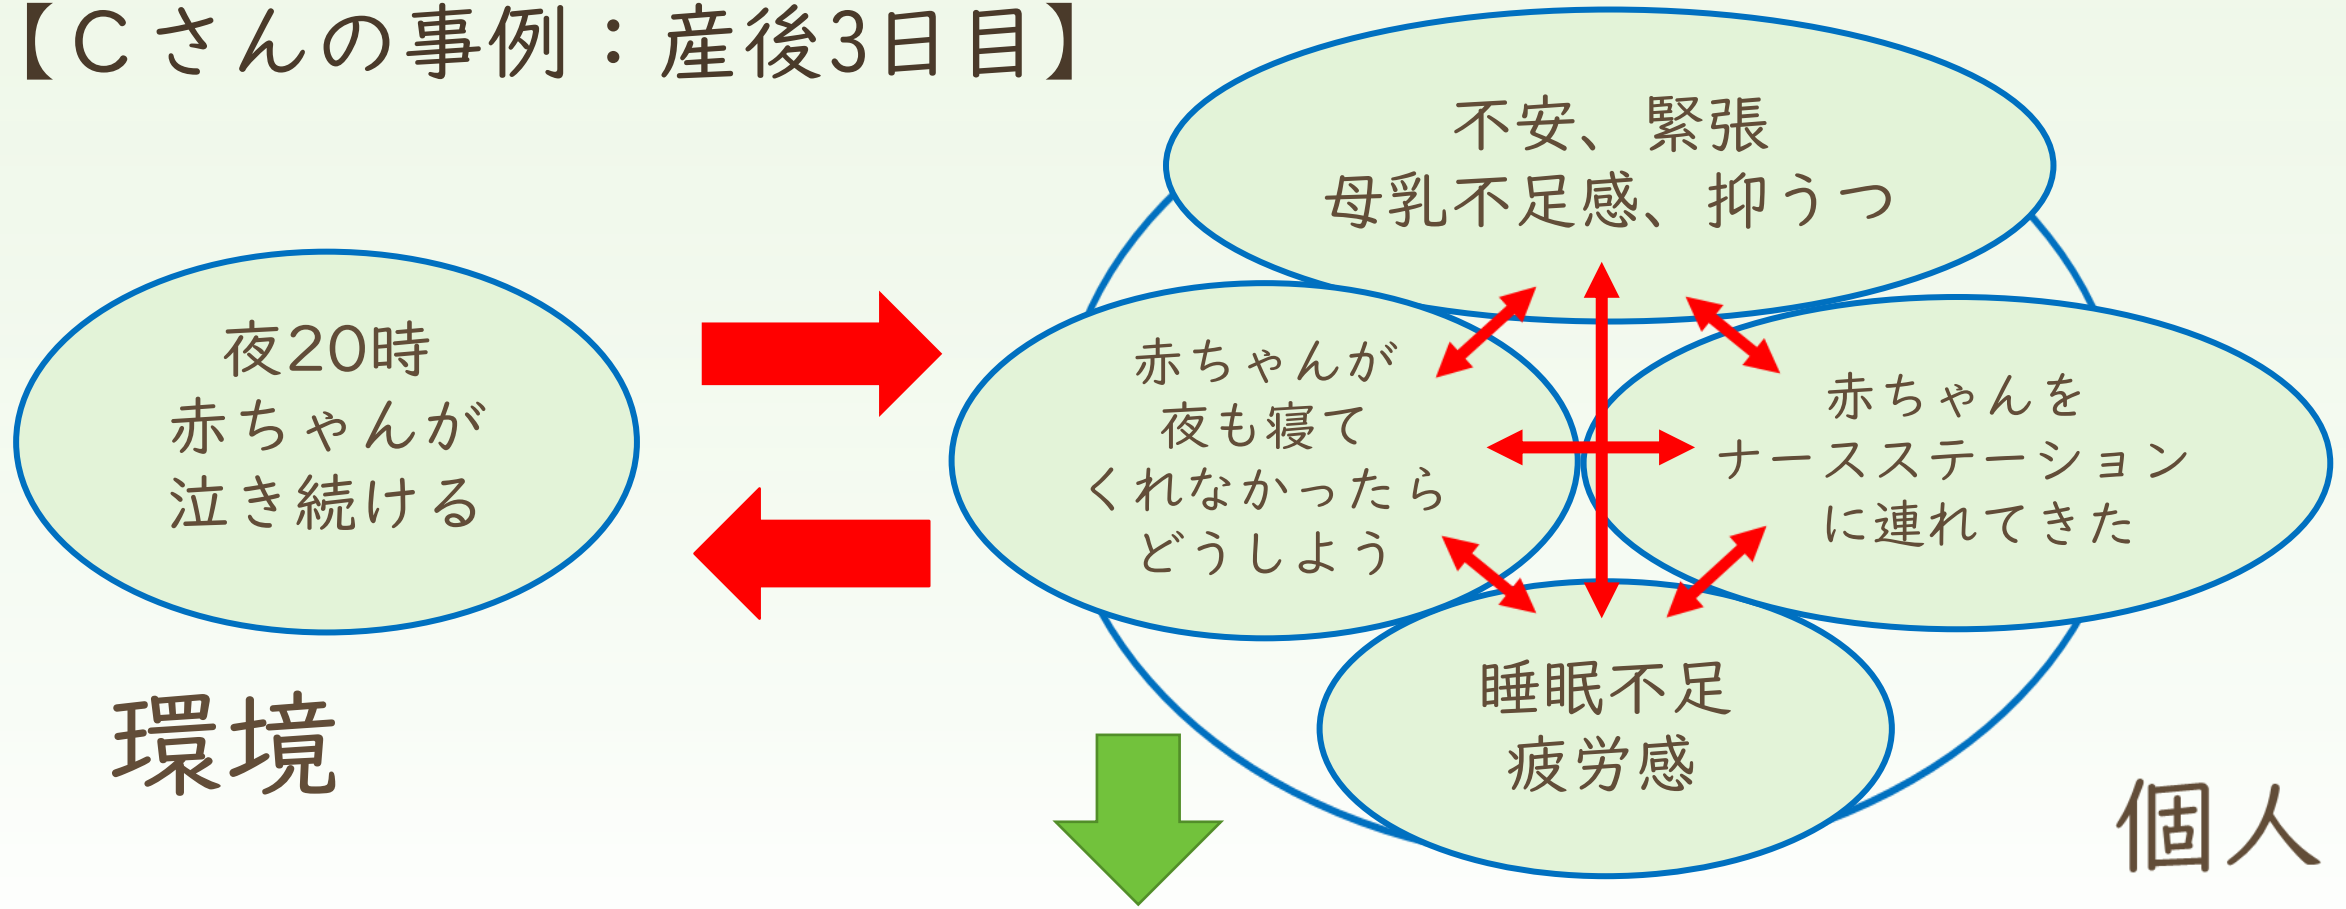 【Cさんの事例：産後3日目】
不安、緊張
母乳不足感、抑うつ
夜20時
赤ちゃんが
泣き続ける
赤ちゃんが
夜も寝て
くれなかったら
どうしよう
赤ちゃんを
ナースステーション
に連れてきた
睡眠不足
疲労感
環境
個人